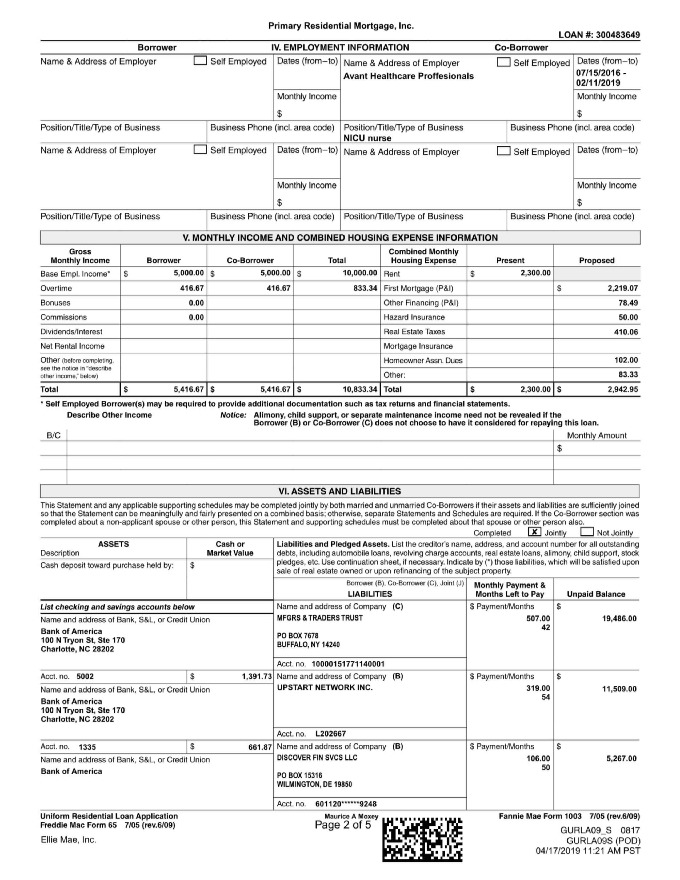 Primary Residential Mortgage, Inc.
LOAN #: 300483649
Borrower IV. EMPLOYMENT INFORMATION Co-Borrower
Name & Address of Employer Self Employed Dates (from–to) Name & Address of Employer Self Employed Dates (from–to)
Avant Healthcare Proffesionals 07/15/2016 -
02/11/2019
Monthly Income Monthly Income
$ $
Position/Title/Type of Business Business Phone (incl. area code) Position/Title/Type of Business Business Phone (incl. area code)
NICU nurse
Name & Address of Employer Self Employed Dates (from–to) Name & Address of Employer Self Employed Dates (from–to)
Monthly Income Monthly Income
$ $
Position/Title/Type of Business Business Phone (incl. area code) Position/Title/Type of Business Business Phone (incl. area code)
V. MONTHLY INCOME AND COMBINED HOUSING EXPENSE INFORMATION
Gross Combined Monthly
Monthly Income Borrower Co-Borrower Total Housing Expense Present Proposed
Base Empl. Income* $ 5,000.00 $ 5,000.00 $ 10,000.00 Rent $ 2,300.00
Overtime 416.67 416.67 833.34 First Mortgage (P&I) $ 2,219.07
Bonuses 0.00 Other Financing (P&I) 78.49
Commissions 0.00 Hazard Insurance 50.00
Dividends/Interest Real Estate Taxes 410.06
Net Rental Income Mortgage Insurance
Other (before completing, Homeowner Assn. Dues 102.00
see the notice in "describe
other income," below) Other: 83.33
Total $ 5,416.67 $ 5,416.67 $ 10,833.34 Total $ 2,300.00 $ 2,942.95
* Self Employed Borrower(s) may be required to provide additional documentation such as tax returns and financial statements.
Describe Other Income Notice: Alimony, child support, or separate maintenance income need not be revealed if the
Borrower (B) or Co-Borrower (C) does not choose to have it considered for repaying this loan.
B/C Monthly Amount
$
VI. ASSETS AND LIABILITIES
This Statement and any applicable supporting schedules may be completed jointly by both married and unmarried Co-Borrowers if their assets and liabilities are sufficiently joined
so that the Statement can be meaningfully and fairly presented on a combined basis; otherwise, separate Statements and Schedules are required. If the Co-Borrower section was
completed about a non-applicant spouse or other person, this Statement and supporting schedules must be completed about that spouse or other person also.
Completed X Jointly Not Jointly
ASSETS Cash or Market Value
Description
Cash deposit toward purchase held by: $
Liabilities and Pledged Assets. List the creditor's name, address, and account number for all outstanding
debts, including automobile loans, revolving charge accounts, real estate loans, alimony, child support, stock
pledges, etc. Use continuation sheet, if necessary. Indicate by (*) those liabilities, which will be satisfied upon
sale of real estate owned or upon refinancing of the subject property.
Borrower (B), Co-Borrower (C), Joint (J)
LIABILITIES Monthly Payment & Months Left to Pay Unpaid Balance
List checking and savings accounts below Name and address of Company (C) $ Payment/Months $
Name and address of Bank, S&L, or Credit Union MFGRS & TRADERS TRUST 507.00 19,486.00
42
Bank of America PO BOX 7678
100 N Tryon St, Ste 170 BUFFALO, NY 14240
Charlotte, NC 28202
Acct. no. 10000151771140001
Acct. no. 5002 $ 1,391.73 Name and address of Company (B) $ Payment/Months $
Name and address of Bank, S&L, or Credit Union UPSTART NETWORK INC. 319.00 11,509.00
54
Bank of America
100 N Tryon St, Ste 170
Charlotte, NC 28202
Acct. no. L202667
Acct. no. 1335 $ 661.87 Name and address of Company (B) $ Payment/Months $
Name and address of Bank, S&L, or Credit Union DISCOVER FIN SVCS LLC 106.00 5,267.00
50
Bank of America PO BOX 15316
WILMINGTON, DE 19850
Acct. no. 601120******9248
Uniform Residential Loan Application Maurice A Moxey Fannie Mae Form 1003 7/05 (rev.6/09)
Freddie Mac Form 65 7/05 (rev.6/09) Page 2 of 5
GURLA09_S 0817
Ellie Mae, Inc. GURLA09S (POD)
04/17/2019 11:21 AM PST